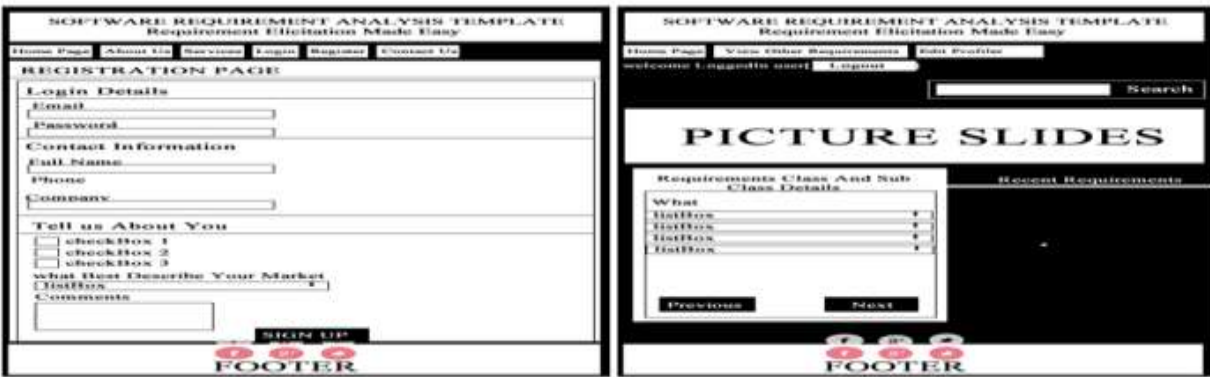 SOFTWARE REQUIREMENT ANALYSIS TEMPLATE
Requirement Elicitation Made Easy
Home Page About Us Services Login Register Contact Us
REGISTRATION PAGE
Login Details
Email
Password
Contact Information
Full Name
Phone
Company
Tell us About You
checkBox 1
checkBox 2
checkBox 3
what Best Describe Your Market
listBox
Comments
SIGN UP
FOOTER
SOFTWARE REQUIREMENT ANALYSIS TEMPLATE
Requirement Elicitation Made Easy
Home Page View Other Requirements Edit Profiler
welcome LoggedIn user| Logout
Search
PICTURE SLIDES
Requirements Class And Sub
Class Details
What
listBox
listBox
listBox
listBox
Previous Next
Recent Requirements
FOOTER